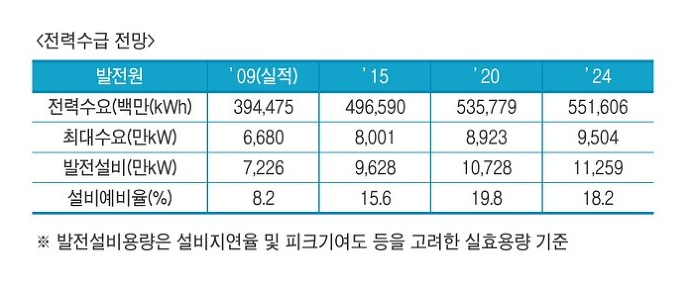 <전력수급 전망>
발전원 ’09(실적) ’15 ’20 ’24
전력수요(백만(kWh) 394,475 496,590 535,779 551,606
최대수요(만kW) 6,680 8,001 8,923 9,504
발전설비(만kW) 7,226 9,628 10,728 11,259
설비예비율(%) 8.2 15.6 19.8 18.2
※ 발전설비용량은 설비지연율 및 피크기여도 등을 고려한 실효용량 기준